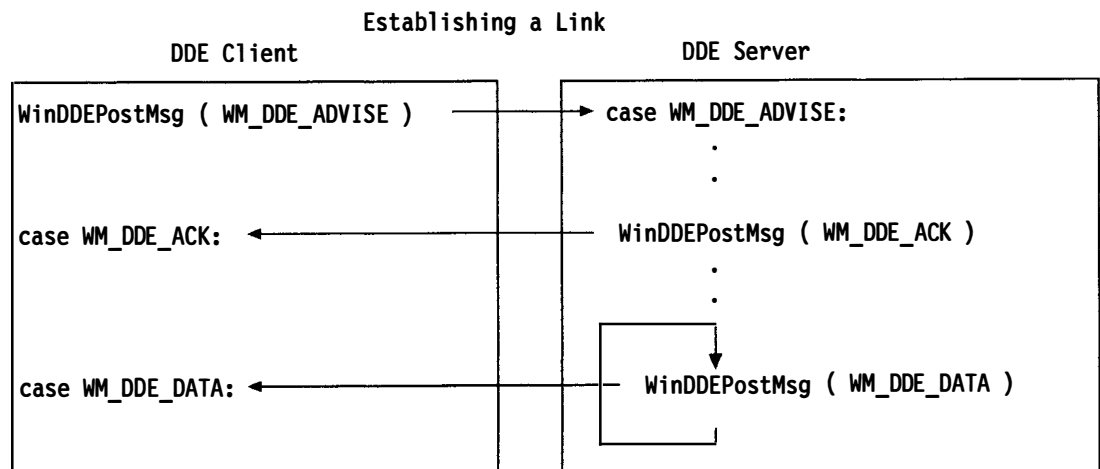 Establishing a Link
DDE Client DDE Server
WinDDEPostMsg ( WM_DDE_ADVISE ) case WM_DDE_ADVISE:
.
.
case WM_DDE_ACK: WinDDEPostMsg ( WM_DDE_ACK )
.
.
case WM_DDE_DATA: WinDDEPostMsg ( WM_DDE_DATA )